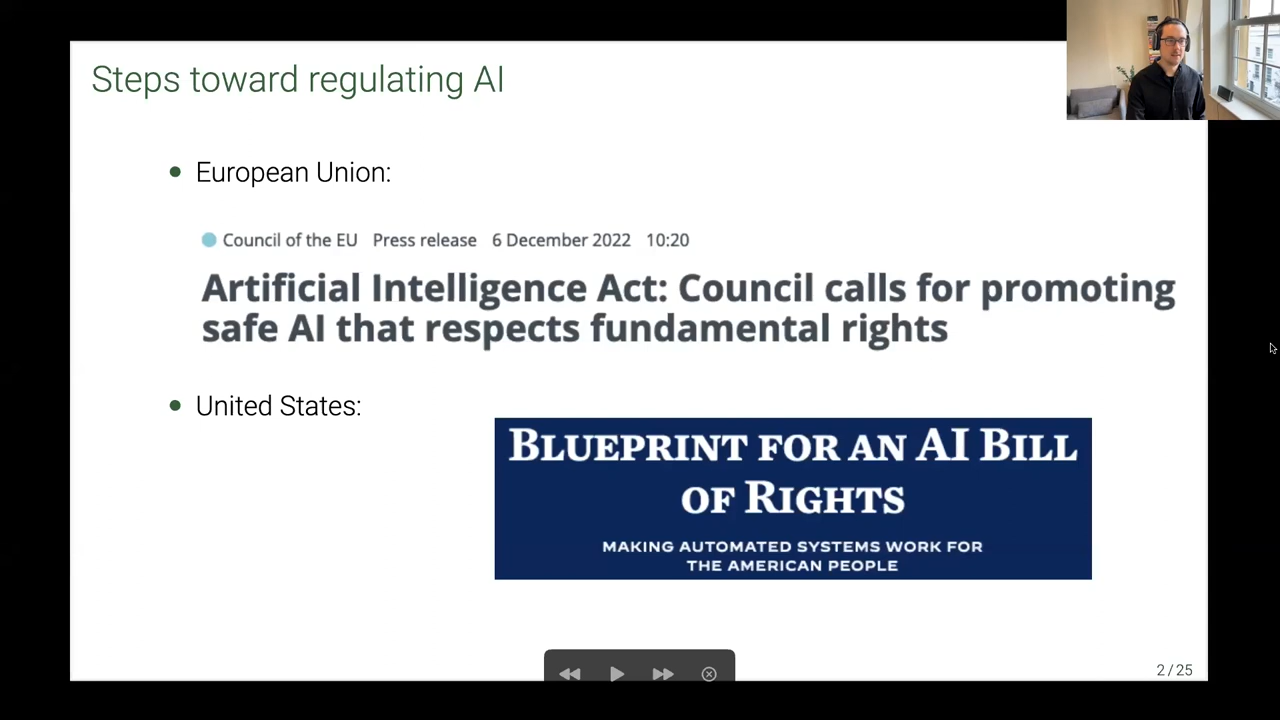 Steps toward regulating AI
• European Union:
Council of the EU Press release 6 December 2022 10:20
Artificial Intelligence Act: Council calls for promoting
safe AI that respects fundamental rights
• United States:
BLUEPRINT FOR AN AI BILL
OF RIGHTS
MAKING AUTOMATED SYSTEMS WORK FOR
THE AMERICAN PEOPLE
2 / 25